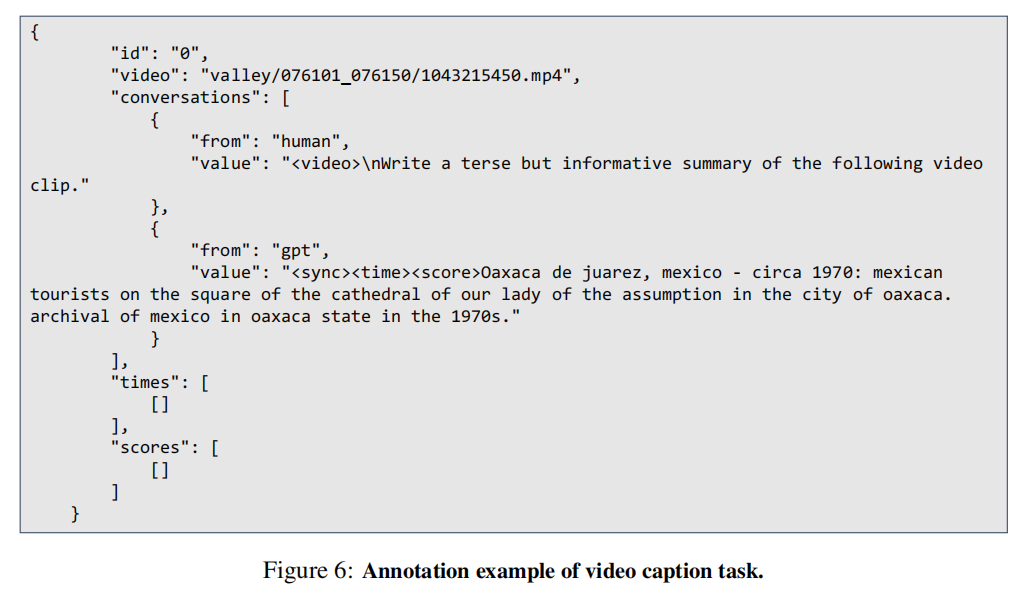 {
"id": "0",
"video": "valley/076101_076150/1043215450.mp4",
"conversations": [
{
"from": "human",
"value": "<video>\nWrite a terse but informative summary of the following video
clip."
},
{
"from": "gpt",
"value": "<sync><time><score>Oaxaca de juarez, mexico - circa 1970: mexican
tourists on the square of the cathedral of our lady of the assumption in the city of oaxaca.
archival of mexico in oaxaca state in the 1970s."
}
],
"times": [
[]
],
"scores": [
[]
]
}
Figure 6: Annotation example of video caption task.